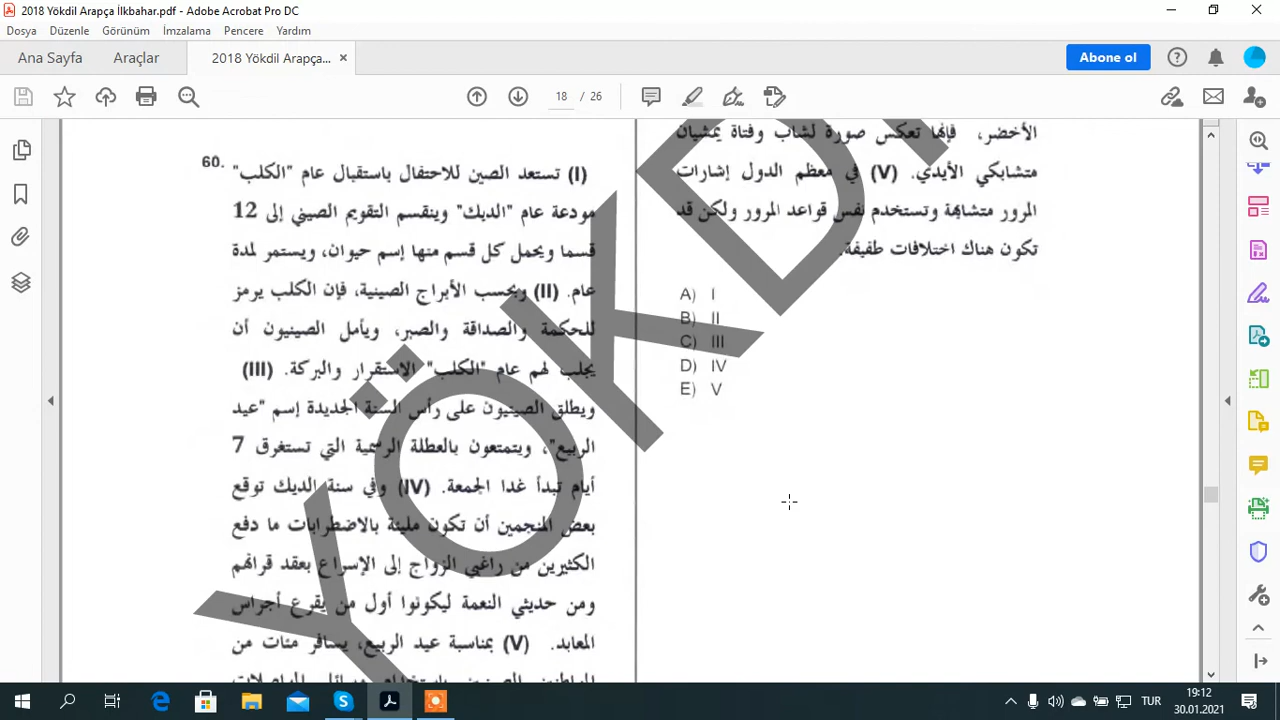 2018 Yökdil Arapça İlkbahar.pdf - Adobe Acrobat Pro DC
Dosya Düzenle Görünüm İmzalama Pencere Yardım
Ana Sayfa Araçlar 2018 Yökdil Arapça... Abone ol
18 / 26
60.
(I) تستعد الصين للاحتفال باستقبال عام "الكلب"
مودعة عام "الديك" وينقسم التقويم الصيني إلى 12
قسما ويحمل كل قسم منها إسم حيوان، ويستمر لمدة
عام. (II) وبحسب الأبراج الصينية، فإن الكلب يرمز
للحكمة والصداقة والصبر، ويأمل الصينيون أن
يجلب لهم عام "الكلب" الاستقرار والبركة. (III)
ويطلق الصينيون على رأس السنة الجديدة إسم "عيد
الربيع"، ويتمتعون بالعطلة الرسمية التي تستغرق 7
أيام تبدأ غدا الجمعة. (IV) وفي سنة الديك توقع
بعض المنجمين أن تكون مليئة بالاضطرابات ما دفع
الكثيرين من راغبي الزواج إلى الإسراع بعقد قرانهم
ومن حديثي النعمة ليكونوا أول من يقرع أجراس
المعابد. (V) بمناسبة عيد الربيع، يسافر مئات من
الأخضر، فإنها تعكس صورة لشاب وفتاة يمشيان
متشابكي الأيدي. (V) في معظم الدول إشارات
المرور متشابهة وتستخدم نفس قواعد المرور ولكن قد
تكون هناك اختلافات طفيفة.
A) I
B) II
C) III
D) IV
E) V
YÖKDİ
TUR
19:12
30.01.2021